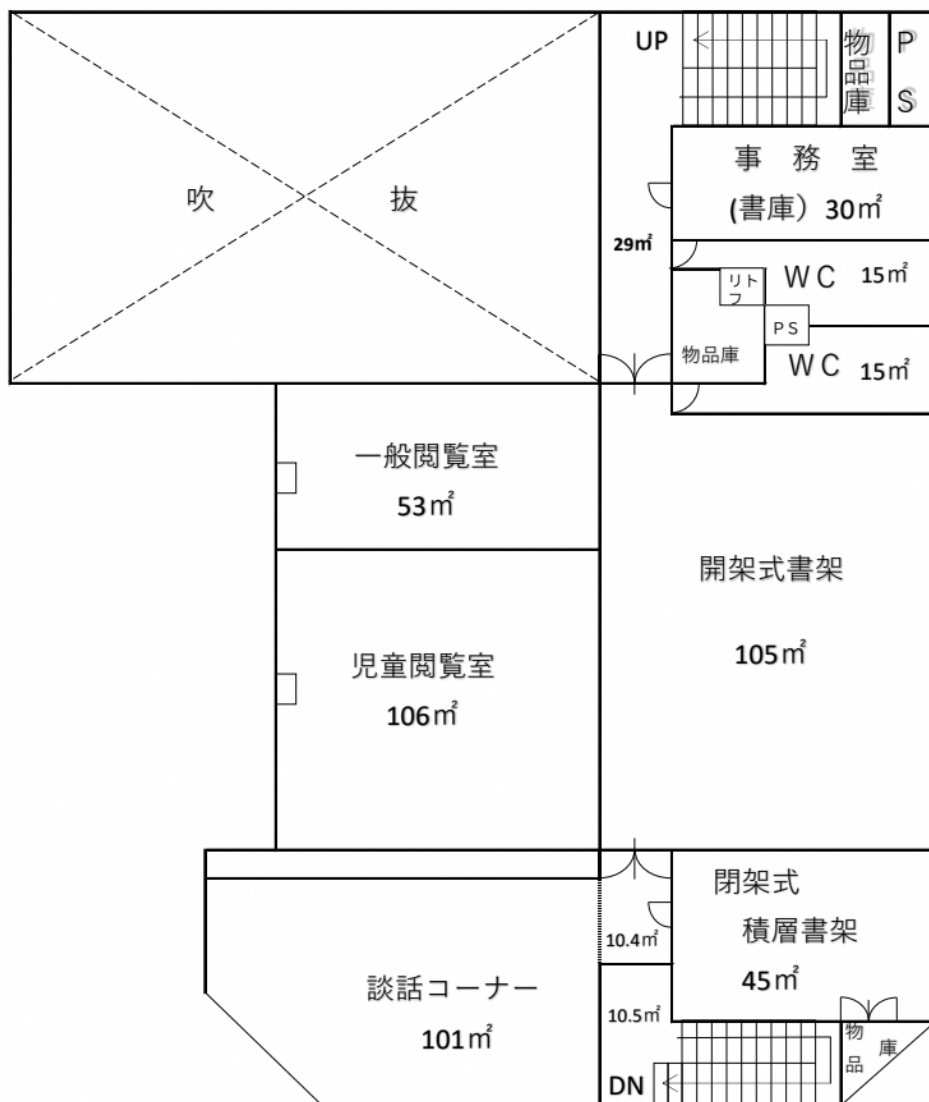 UP
物品庫
PS
事務室
(書庫) 30㎡
吹 抜
29㎡
リフト
WC 15㎡
PS
物品庫
WC 15㎡
一般閲覧室
53㎡
開架式書架
105㎡
児童閲覧室
106㎡
閉架式
積層書架
45㎡
10.4㎡
談話コーナー
101㎡
10.5㎡
物品庫
DN